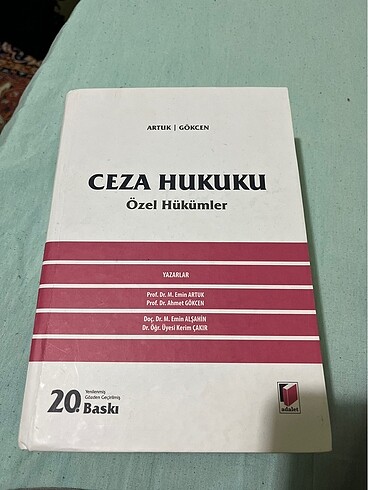 ARTUK | GÖKCEN
CEZA HUKUKU
Özel Hükümler
YAZARLAR
Prof. Dr. M. Emin ARTUK
Prof. Dr. Ahmet GÖKCEN
Doç. Dr. M. Emin ALŞAHİN
Dr. Öğr. Üyesi Kerim ÇAKIR
Yenilenmiş
Gözden Geçirilmiş
20. Baskı
adalet